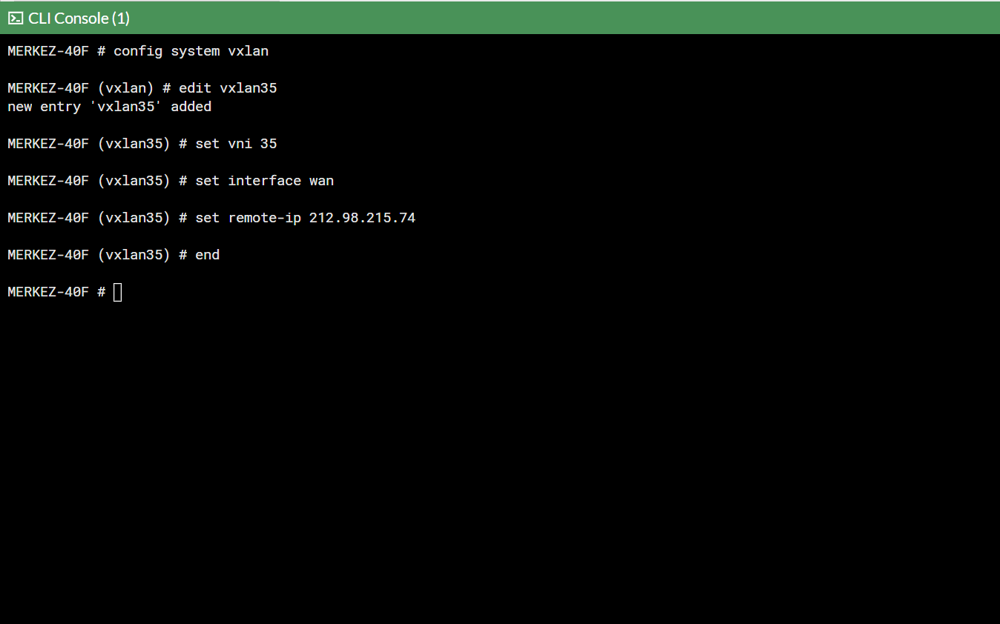 CLI Console (1)
MERKEZ-40F # config system vxlan
MERKEZ-40F (vxlan) # edit vxlan35
new entry 'vxlan35' added
MERKEZ-40F (vxlan35) # set vni 35
MERKEZ-40F (vxlan35) # set interface wan
MERKEZ-40F (vxlan35) # set remote-ip 212.98.215.74
MERKEZ-40F (vxlan35) # end
MERKEZ-40F #